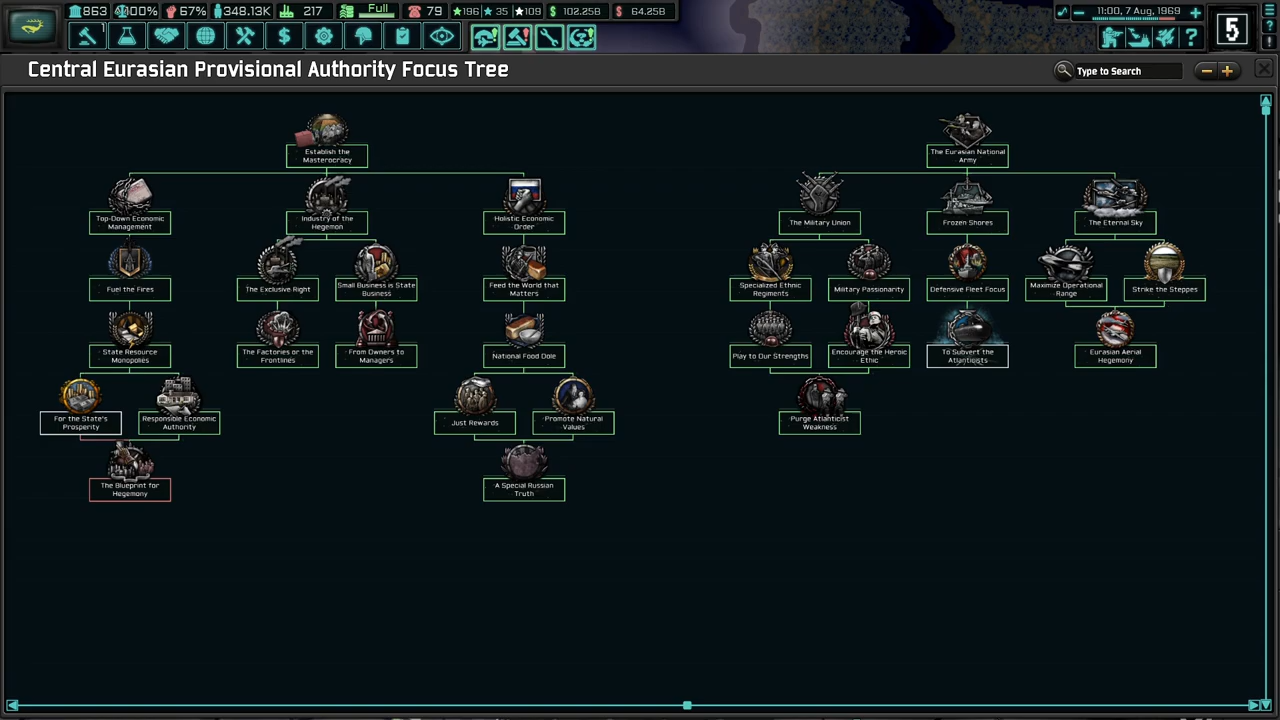 863 100% 67% 348.13K 217 Full 79 196 35 109 $ 102.25B $ 64.25B 11:00, 7 Aug, 1969
5
Central Eurasian Provisional Authority Focus Tree
Type to Search
Establish the
Masterocracy
The Eurasian National
Army
Top-Down Economic
Management
Industry of the
Hegemon
Holistic Economic
Order
The Military Union
Frozen Shores
The Eternal Sky
Fuel the Fires
The Exclusive Right
Small Business is State
Business
Feed the World that
Matters
Specialized Ethnic
Regiments
Military Passionarity
Defensive Fleet Focus
Maximize Operational
Range
Strike the Steppes
State Resource
Monopolies
The Factories or the
Frontlines
From Owners to
Managers
National Food Dole
Play to Our Strengths
Encourage the Heroic
Ethic
To Subvert the
Atlanticists
Eurasian Aerial
Hegemony
For the State's
Prosperity
Responsible Economic
Authority
Just Rewards
Promote Natural
Values
Purge Atlanticist
Weakness
The Blueprint for
Hegemony
A Special Russian
Truth